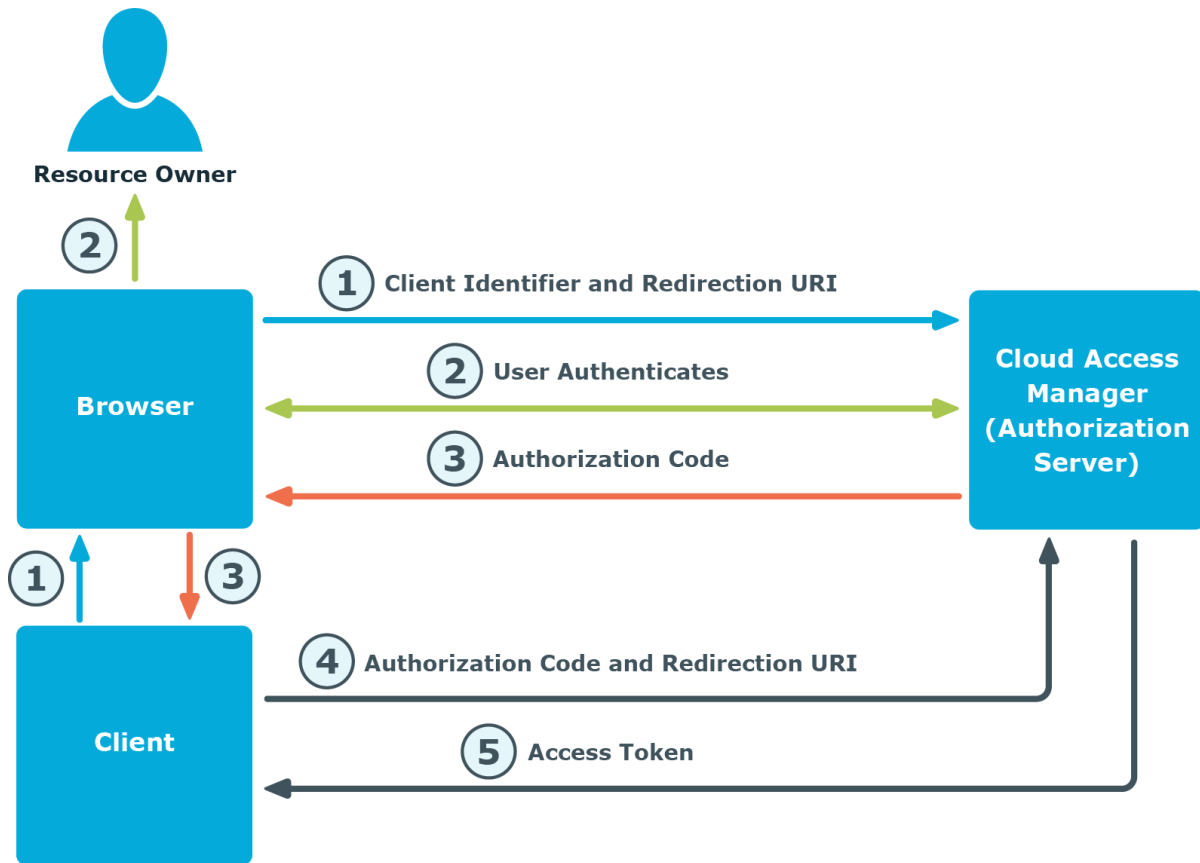 Resource Owner
2
1 Client Identifier and Redirection URI
Browser
2 User Authenticates
Cloud Access
Manager
(Authorization
Server)
3 Authorization Code
1
3
4 Authorization Code and Redirection URI
Client
5 Access Token